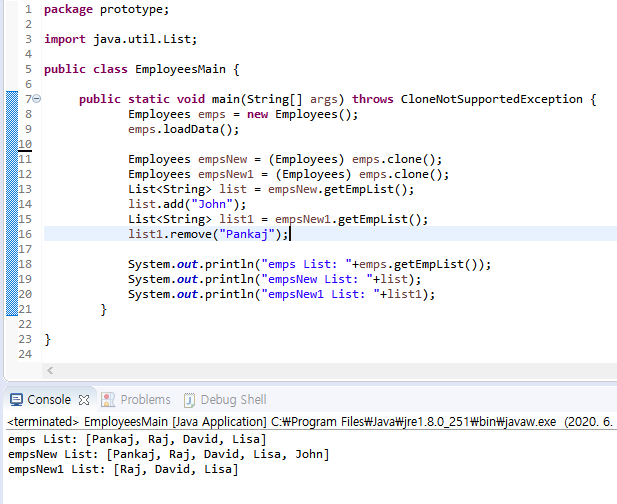 1 package prototype;
2
3 import java.util.List;
4
5 public class EmployeesMain {
6
7 public static void main(String[] args) throws CloneNotSupportedException {
8 Employees emps = new Employees();
9 emps.loadData();
10
11 Employees empsNew = (Employees) emps.clone();
12 Employees empsNew1 = (Employees) emps.clone();
13 List<String> list = empsNew.getEmpList();
14 list.add("John");
15 List<String> list1 = empsNew1.getEmpList();
16 list1.remove("Pankaj");
17
18 System.out.println("emps List: "+emps.getEmpList());
19 System.out.println("empsNew List: "+list);
20 System.out.println("empsNew1 List: "+list1);
21 }
22
23 }
24
Console Problems Debug Shell
<terminated> EmployeesMain [Java Application] C:₩Program Files₩Java₩jre1.8.0_251₩bin₩javaw.exe (2020. 6.
emps List: [Pankaj, Raj, David, Lisa]
empsNew List: [Pankaj, Raj, David, Lisa, John]
empsNew1 List: [Raj, David, Lisa]